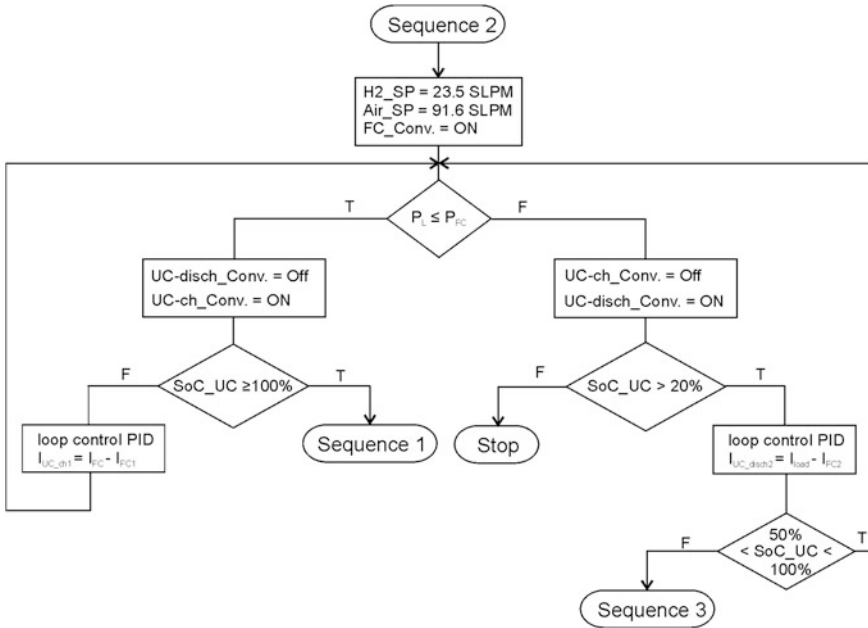 Sequence 2
H2_SP = 23.5 SLPM
Air_SP = 91.6 SLPM
FC_Conv. = ON
T
P_L ≤ P_FC
F
UC-disch_Conv. = Off
UC-ch_Conv. = ON
UC-ch_Conv. = Off
UC-disch_Conv. = ON
F
SoC_UC ≥100%
T
F
SoC_UC > 20%
T
Sequence 1
Stop
loop control PID
I_UC_ch1 = I_FC - I_FC1
loop control PID
I_UC_disch2 = I_load - I_FC2
F
50%
< SoC_UC <
100%
T
Sequence 3